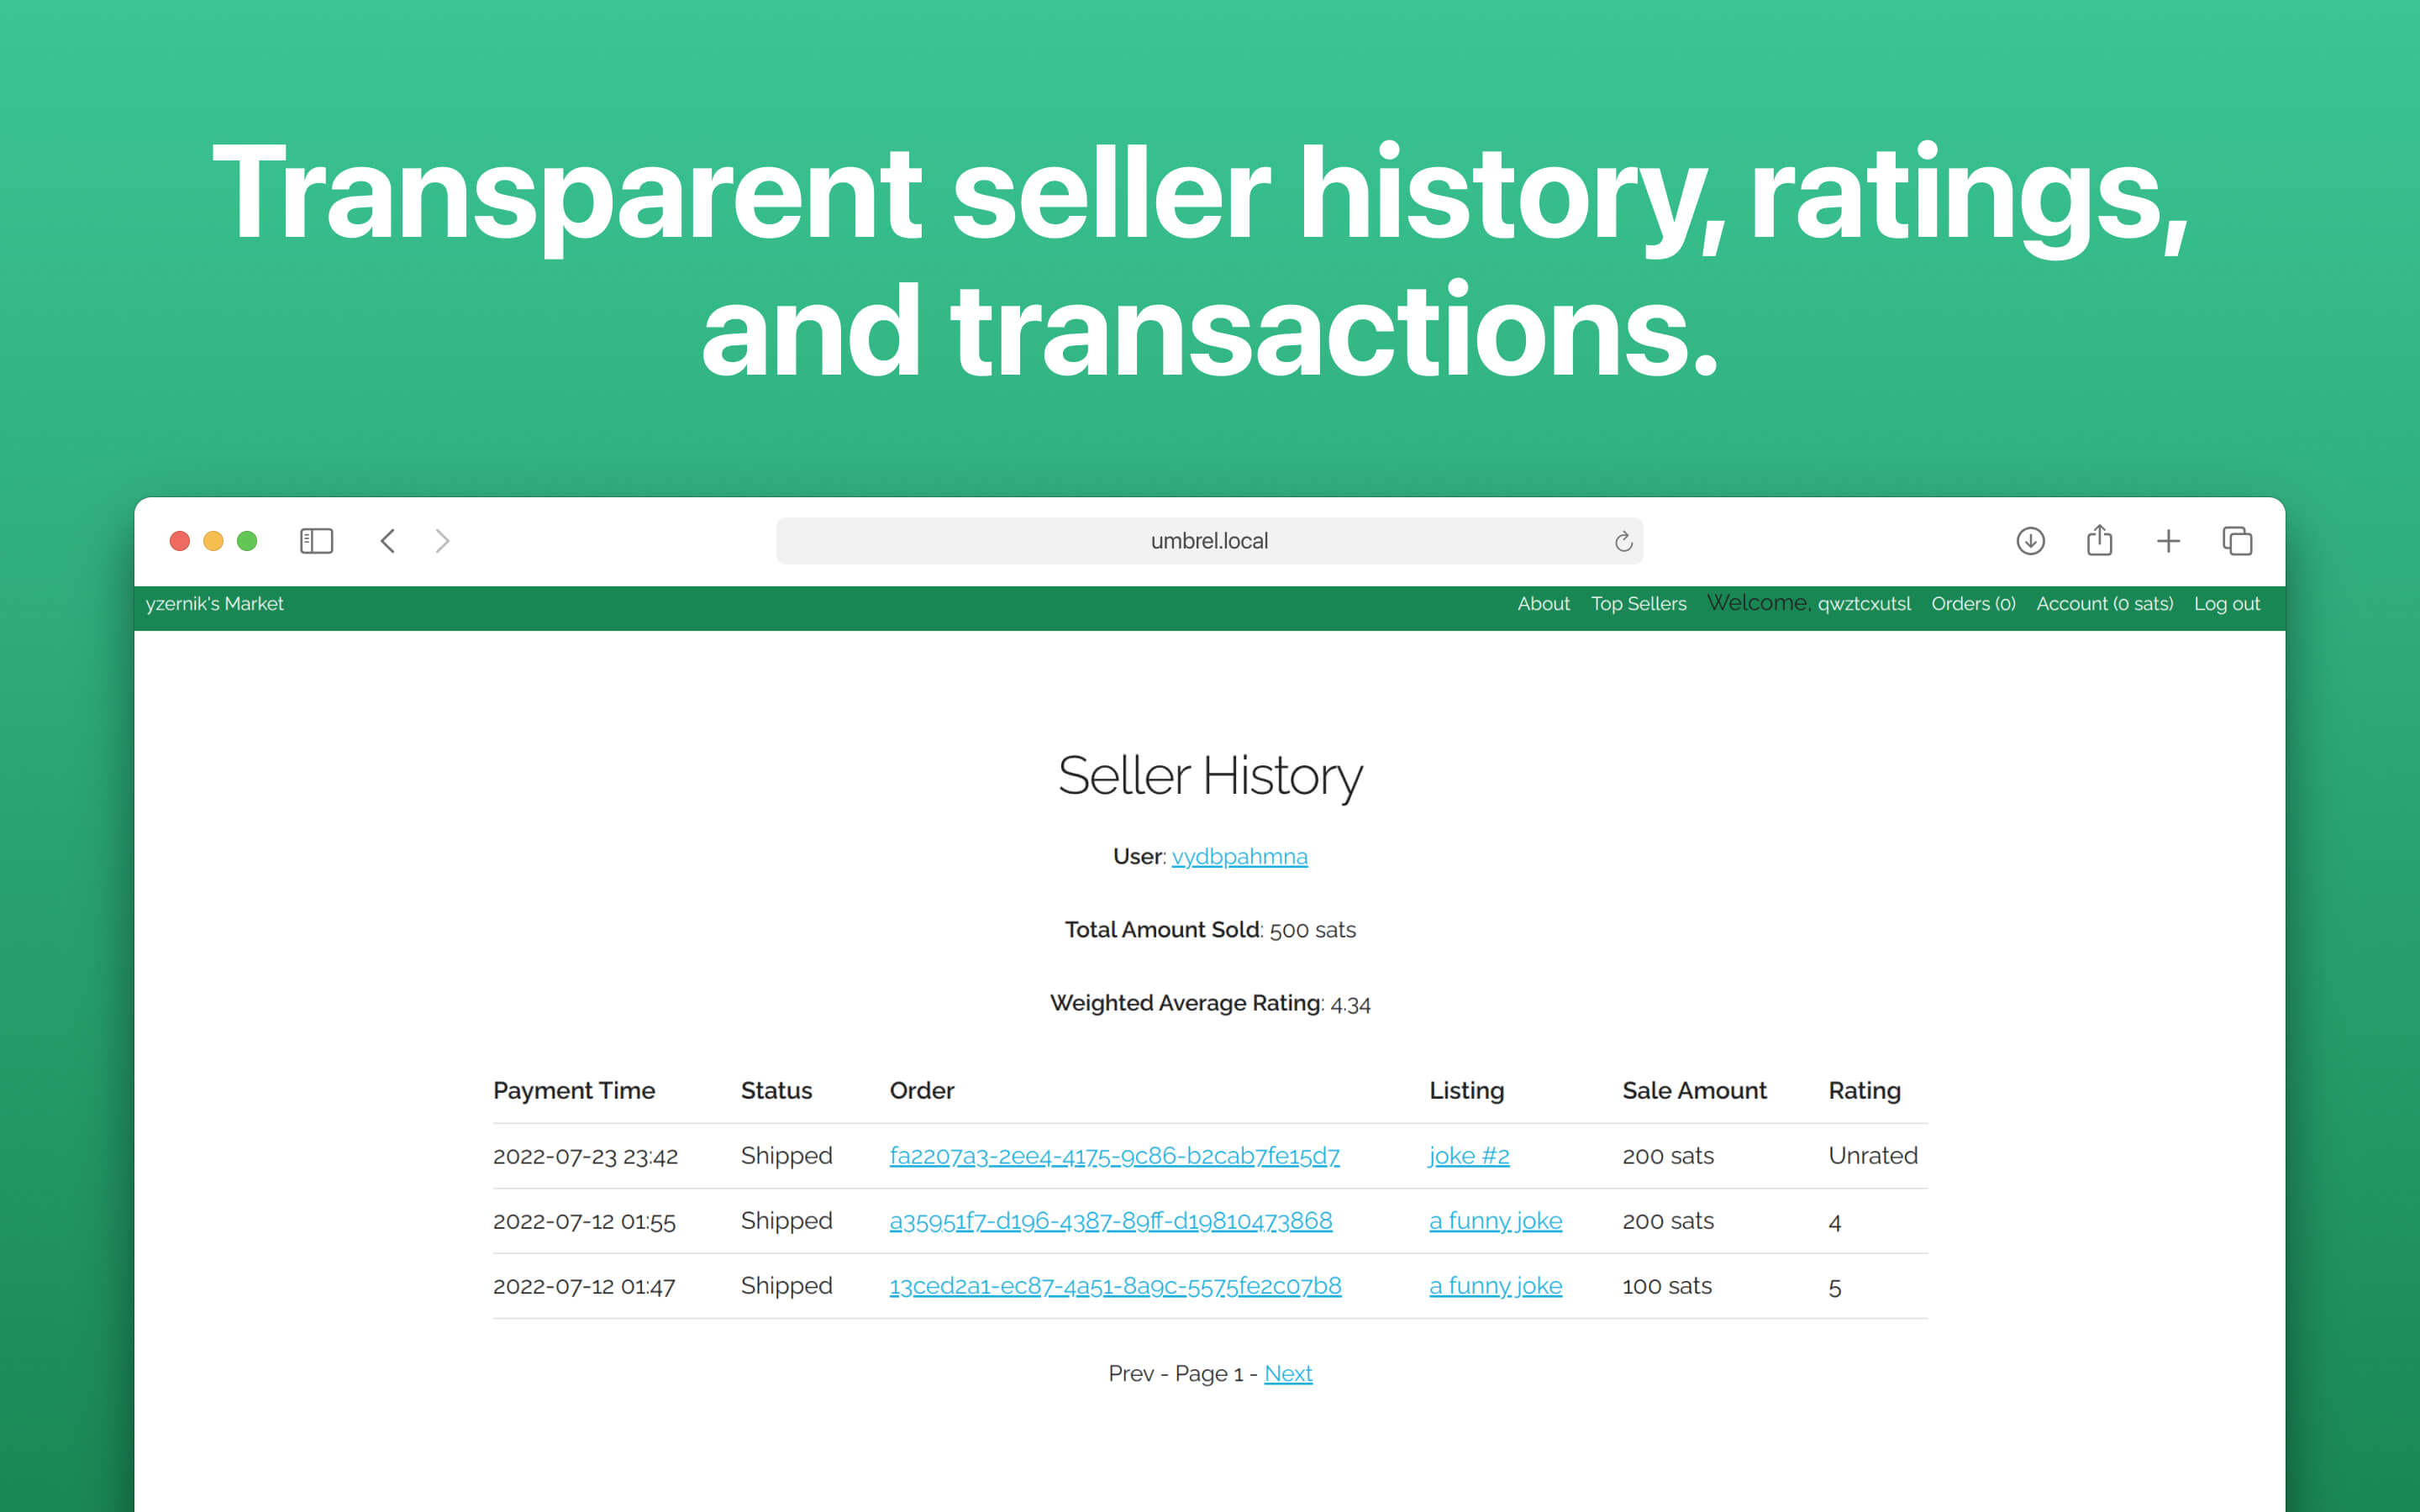 Transparent seller history, ratings,
and transactions.
umbrel.local
yzernik's Market About Top Sellers Welcome, qwztcxutsl Orders (0) Account (0 sats) Log out
Seller History
User: vydbpahmna
Total Amount Sold: 500 sats
Weighted Average Rating: 4.34
Payment Time Status Order Listing Sale Amount Rating
2022-07-23 23:42 Shipped fa2207a3-2ee4-4175-9c86-b2cab7fe15d7 joke #2 200 sats Unrated
2022-07-12 01:55 Shipped a35951f7-d196-4387-89ff-d19810473868 a funny joke 200 sats 4
2022-07-12 01:47 Shipped 13ced2a1-ec87-4a51-8a9c-5575fe2c07b8 a funny joke 100 sats 5
Prev - Page 1 - Next